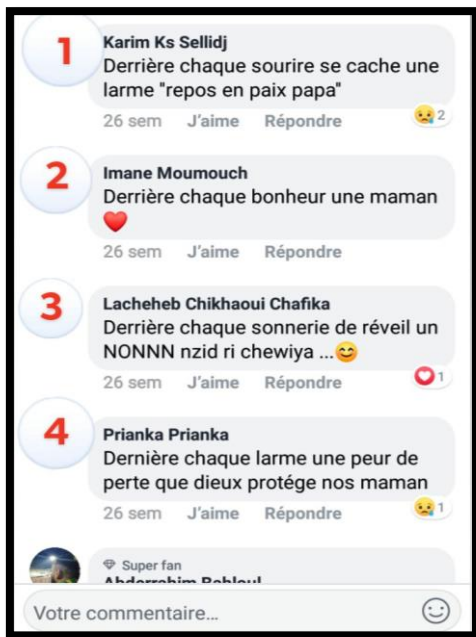 1
Karim Ks Sellidj
Derrière chaque sourire se cache une
larme "repos en paix papa"
26 sem J'aime Répondre 2
2
Imane Moumouch
Derrière chaque bonheur une maman
❤️
26 sem J'aime Répondre
3
Lacheheb Chikhaoui Chafika
Derrière chaque sonnerie de réveil un
NONNN nzid ri chewiya ...😊
26 sem J'aime Répondre 1
4
Prianka Prianka
Dernière chaque larme une peur de
perte que dieux protége nos maman
26 sem J'aime Répondre 1
Super fan
Abderrahim Bahloul
Votre commentaire...